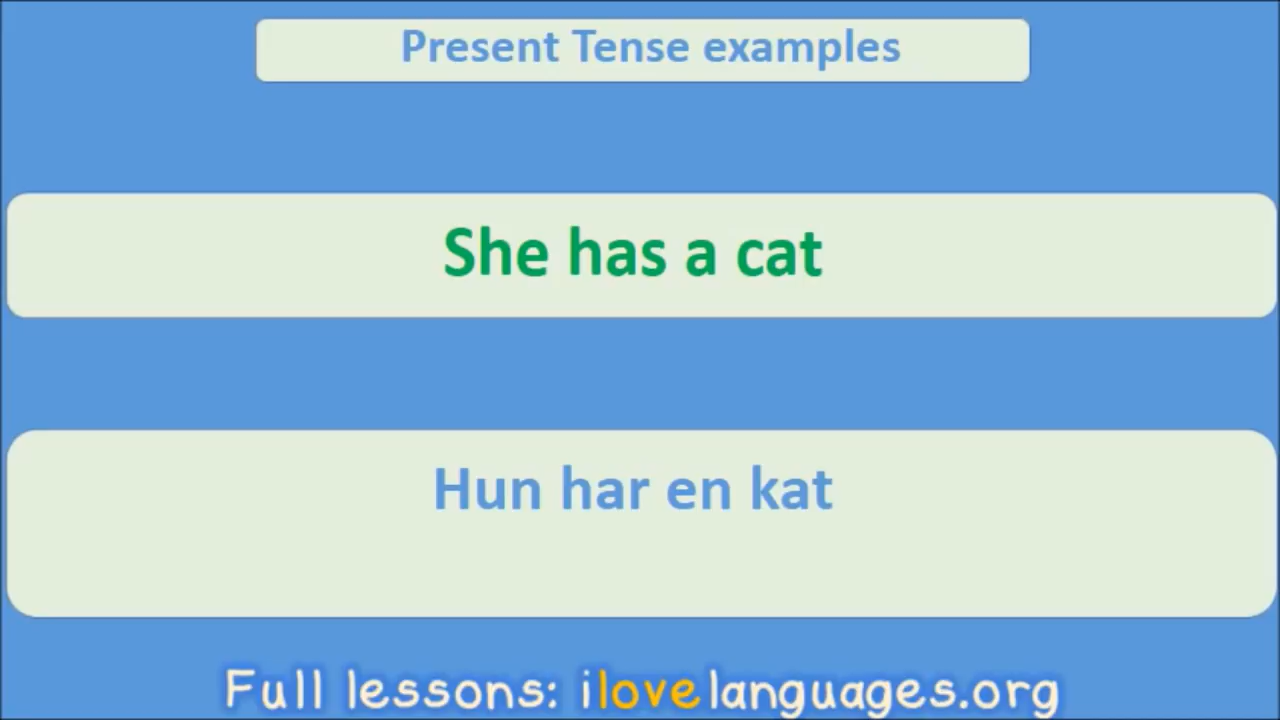 Present Tense examples
She has a cat
Hun har en kat
Full lessons: ilovelanguages.org